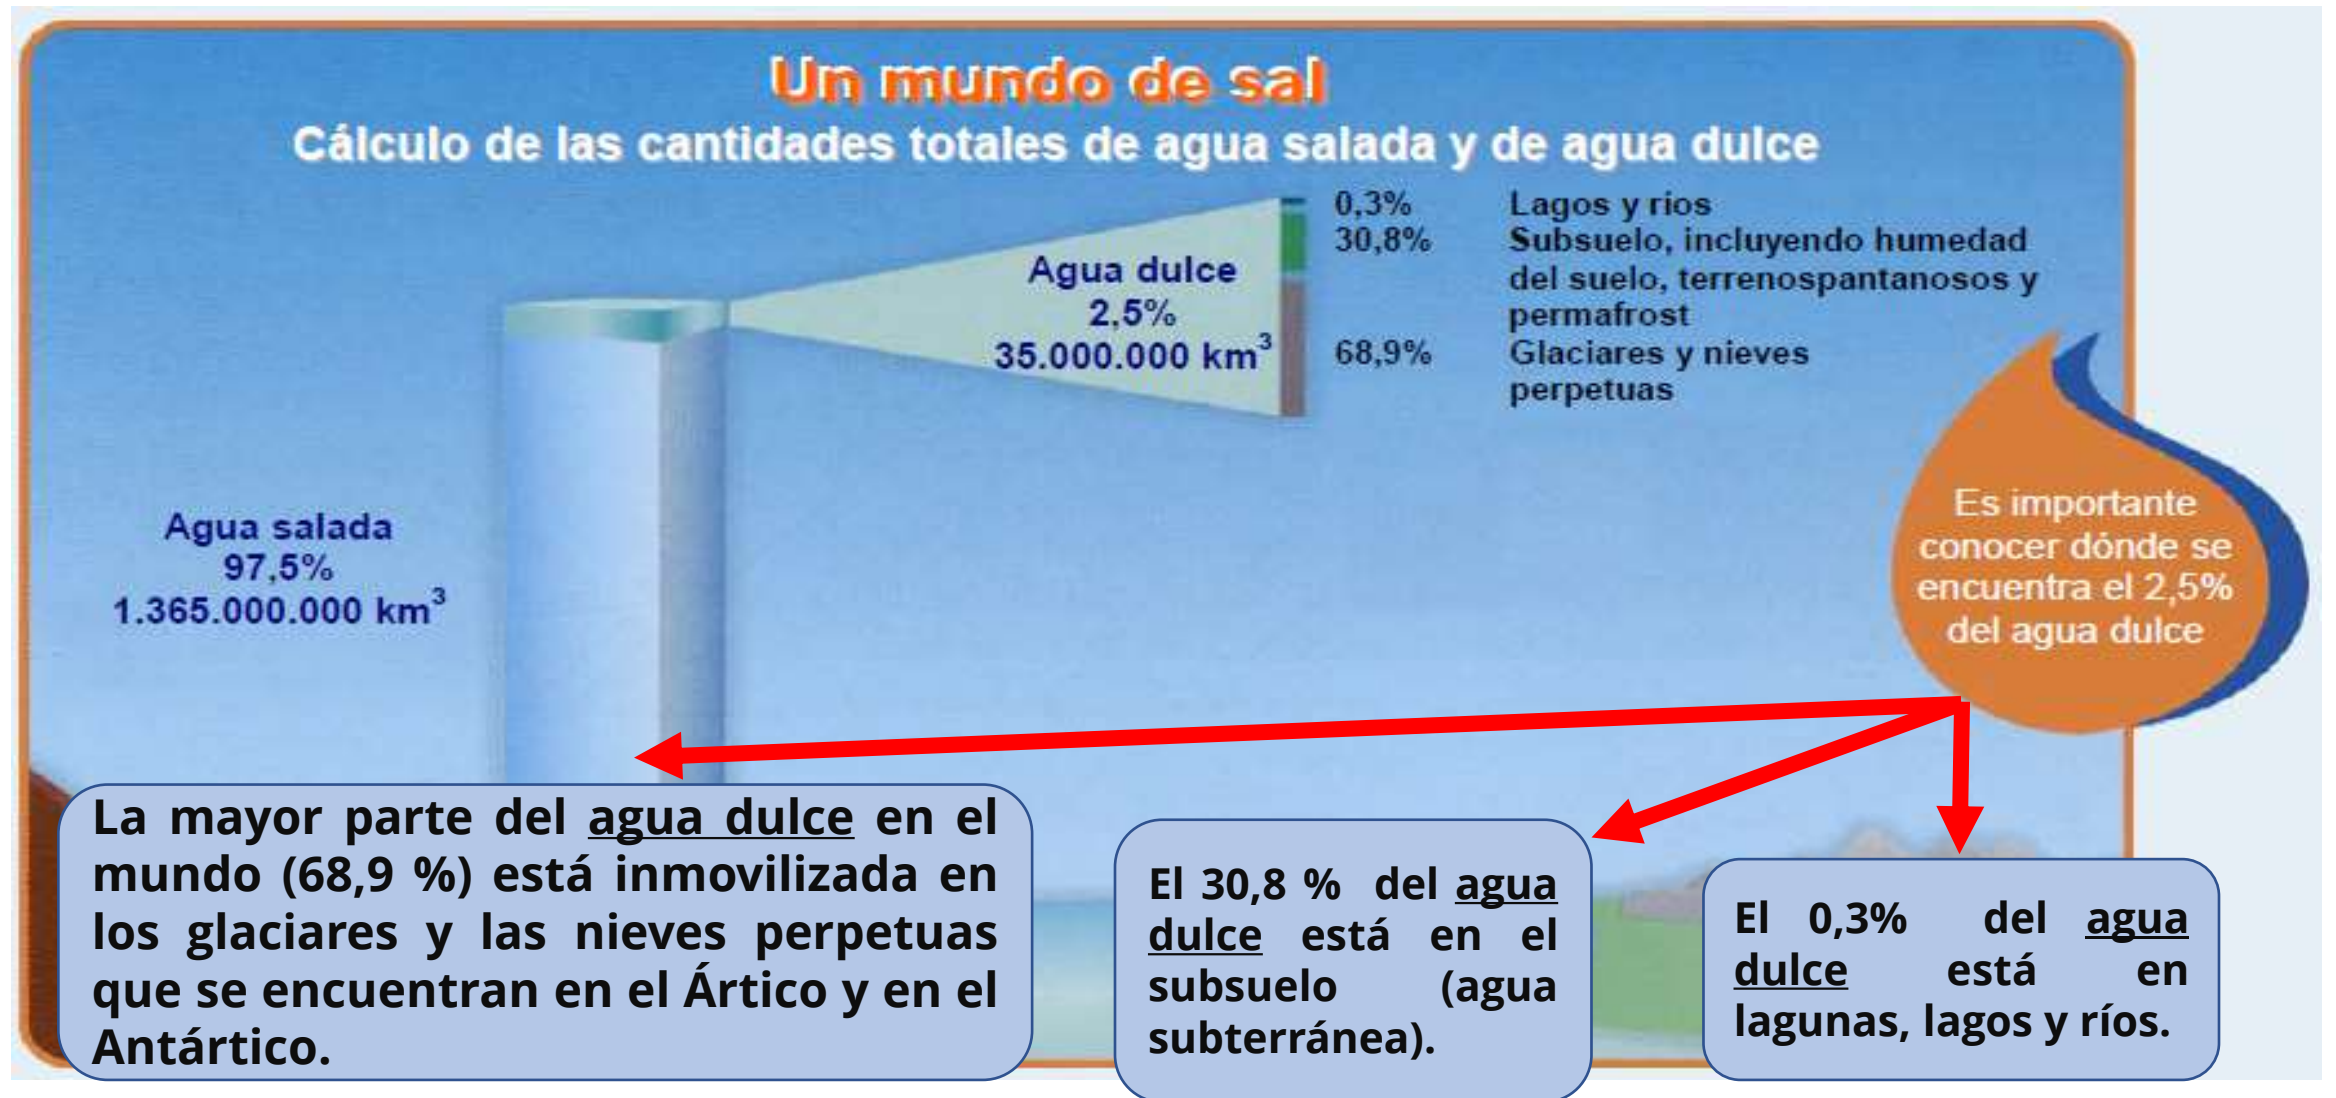 Un mundo de sal
Cálculo de las cantidades totales de agua salada y de agua dulce
0,3% Lagos y ríos
30,8% Subsuelo, incluyendo humedad
del suelo, terrenospantanosos y
permafrost
68,9% Glaciares y nieves
perpetuas
Agua dulce
2,5%
35.000.000 km³
Agua salada
97,5%
1.365.000.000 km³
Es importante
conocer dónde se
encuentra el 2,5%
del agua dulce
La mayor parte del agua dulce en el
mundo (68,9 %) está inmovilizada en
los glaciares y las nieves perpetuas
que se encuentran en el Ártico y en el
Antártico.
El 30,8 % del agua
dulce está en el
subsuelo (agua
subterránea).
El 0,3% del agua
dulce está en
lagunas, lagos y ríos.